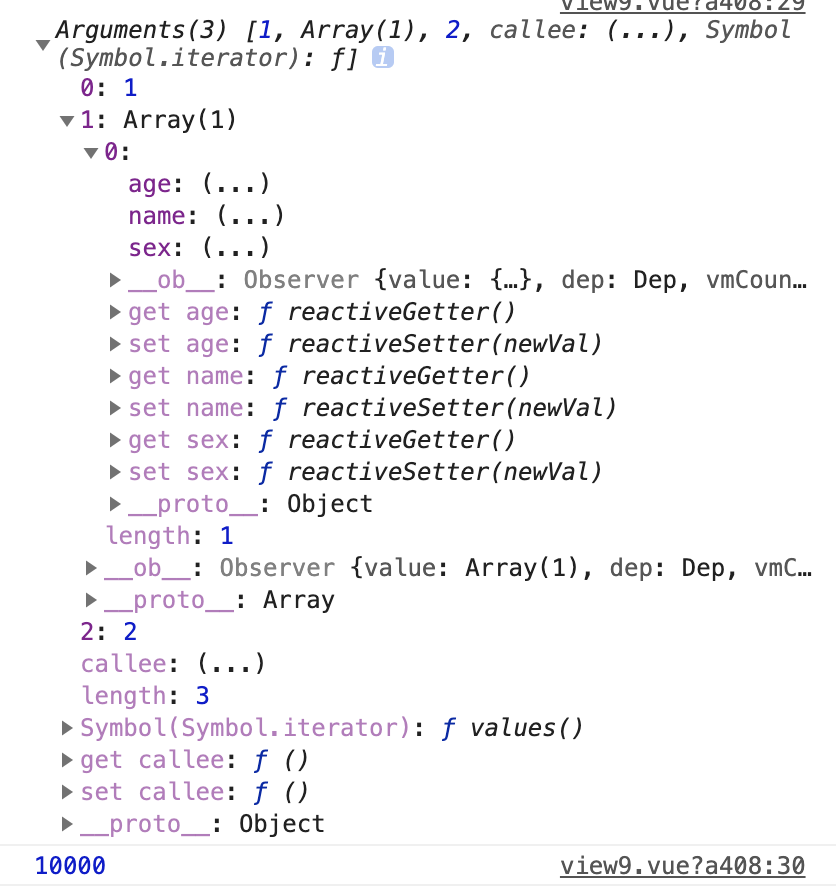 view9.vue?a408:29
Arguments(3) [1, Array(1), 2, callee: (...), Symbol
(Symbol.iterator): ƒ] i
0: 1
1: Array(1)
0:
age: (...)
name: (...)
sex: (...)
__ob__: Observer {value: {…}, dep: Dep, vmCoun…
get age: ƒ reactiveGetter()
set age: ƒ reactiveSetter(newVal)
get name: ƒ reactiveGetter()
set name: ƒ reactiveSetter(newVal)
get sex: ƒ reactiveGetter()
set sex: ƒ reactiveSetter(newVal)
__proto__: Object
length: 1
__ob__: Observer {value: Array(1), dep: Dep, vmC…
__proto__: Array
2: 2
callee: (...)
length: 3
Symbol(Symbol.iterator): ƒ values()
get callee: ƒ ()
set callee: ƒ ()
__proto__: Object
10000 view9.vue?a408:30